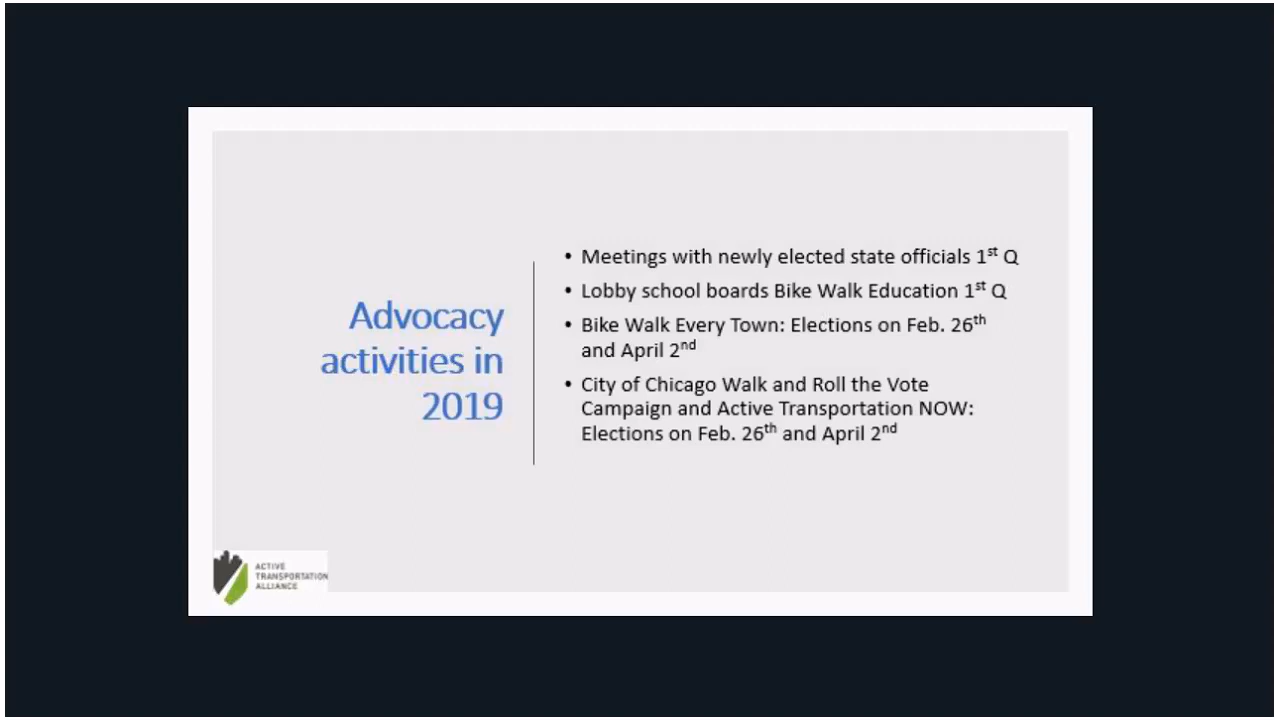 Advocacy
activities in
2019
• Meetings with newly elected state officials 1st Q
• Lobby school boards Bike Walk Education 1st Q
• Bike Walk Every Town: Elections on Feb. 26th
and April 2nd
• City of Chicago Walk and Roll the Vote
Campaign and Active Transportation NOW:
Elections on Feb. 26th and April 2nd
ACTIVE
TRANSPORTATION
ALLIANCE